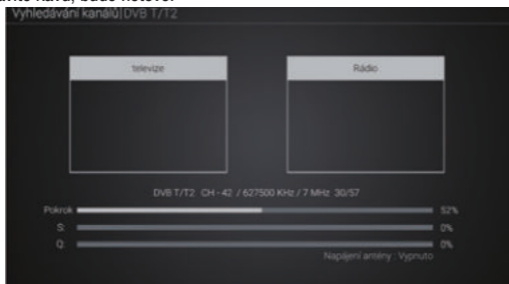 Vyhledávání kanálů|DVB T/T2
televize
Rádio
DVB T/T2 CH - 42 / 627500 KHz / 7 MHz 30/57
Pokrok 52%
S: 0%
Q: 0%
Napájení antény : Vypnuto